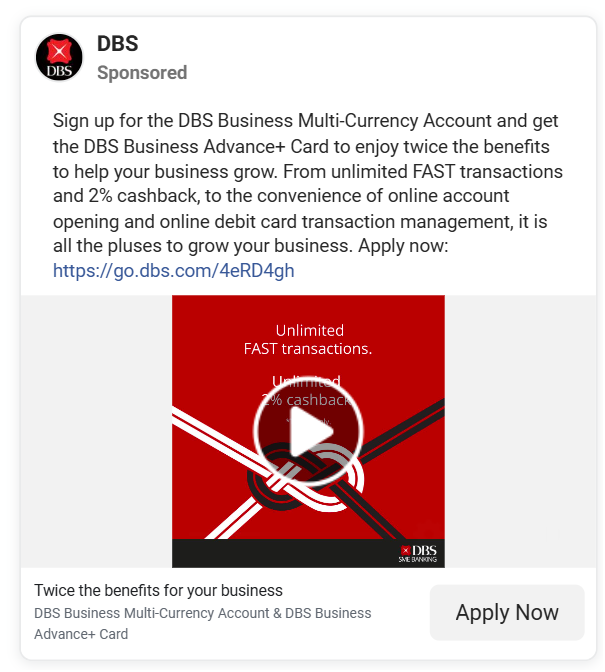 DBS
Sponsored
DBS
Sign up for the DBS Business Multi-Currency Account and get
the DBS Business Advance+ Card to enjoy twice the benefits
to help your business grow. From unlimited FAST transactions
and 2% cashback, to the convenience of online account
opening and online debit card transaction management, it is
all the pluses to grow your business. Apply now:
https://go.dbs.com/4eRD4gh
Unlimited
FAST transactions.
Unlimited
2% cashback
DBS
SME BANKING
Twice the benefits for your business
DBS Business Multi-Currency Account & DBS Business
Advance+ Card
Apply Now